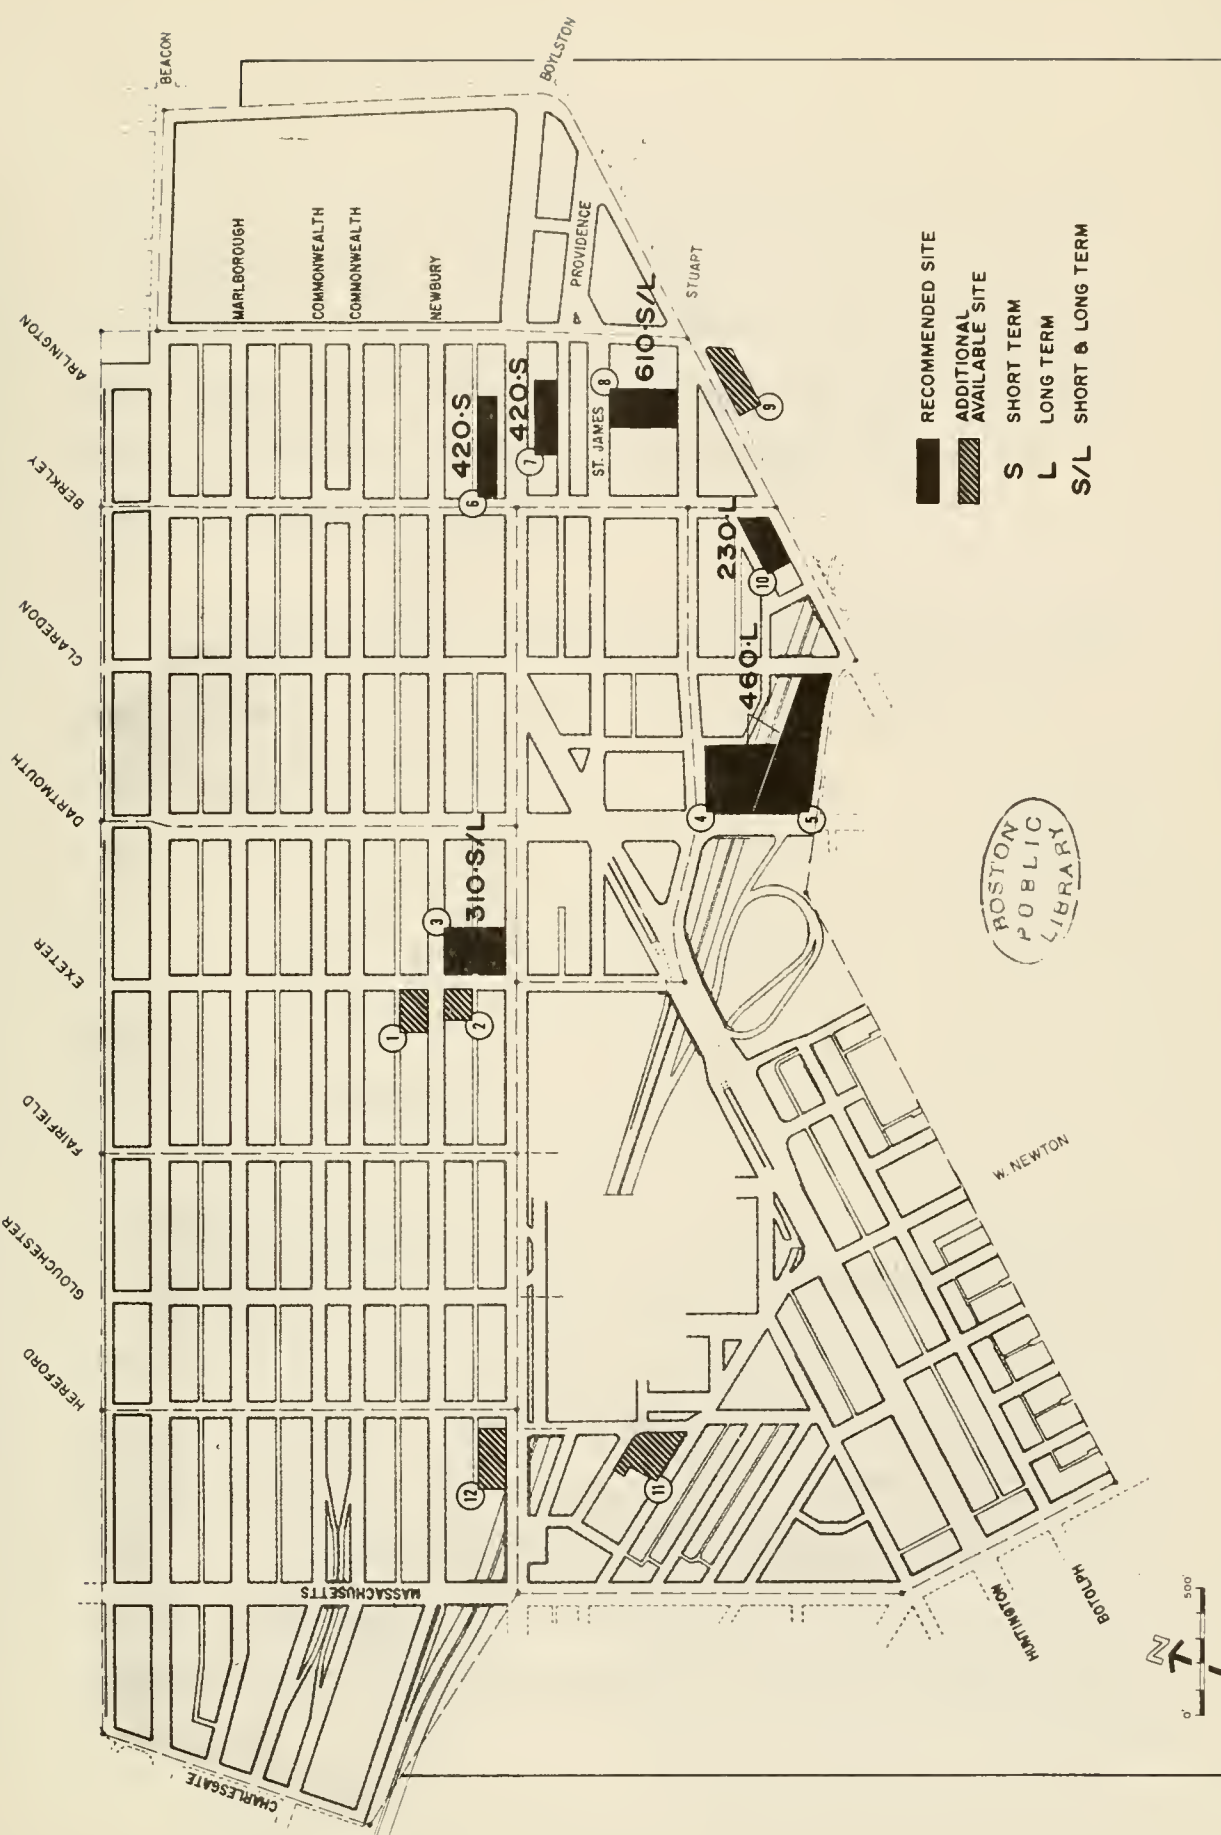 CHARLESGATE
MASSACHUSETTS
HEREFORD
GLOUCHESTER
FAIRFIELD
EXETER
DARTMOUTH
CLAREDON
BERKLEY
ARLINGTON
BEACON
MARLBOROUGH
COMMONWEALTH
COMMONWEALTH
NEWBURY
BOYLSTON
PROVIDENCE
ST. JAMES
STUART
HUNTINGTON
BOTOLPH
W. NEWTON
1
2
3
310·S/L
4
5
460·L
6
420·S
7
420·S
8
610·S/L
9
10
230·L
11
12
RECOMMENDED SITE
ADDITIONAL
AVAILABLE SITE
S SHORT TERM
L LONG TERM
S/L SHORT & LONG TERM
BOSTON
PUBLIC
LIBRARY
N
0' 500'